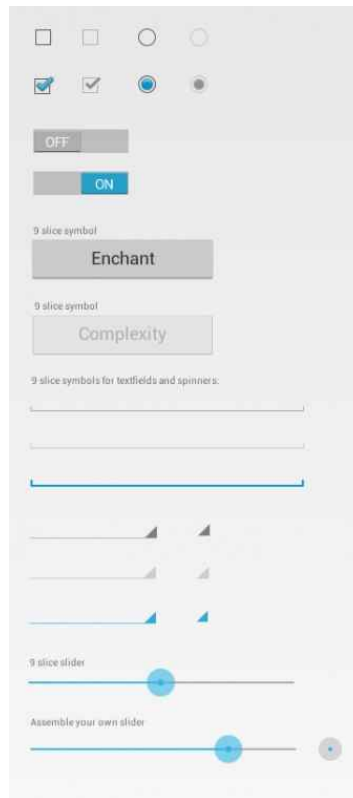 OFF
ON
9 slice symbol
Enchant
9 slice symbol
Complexity
9 slice symbols for textfields and spinners.
9 slice slider
Assemble your own slider